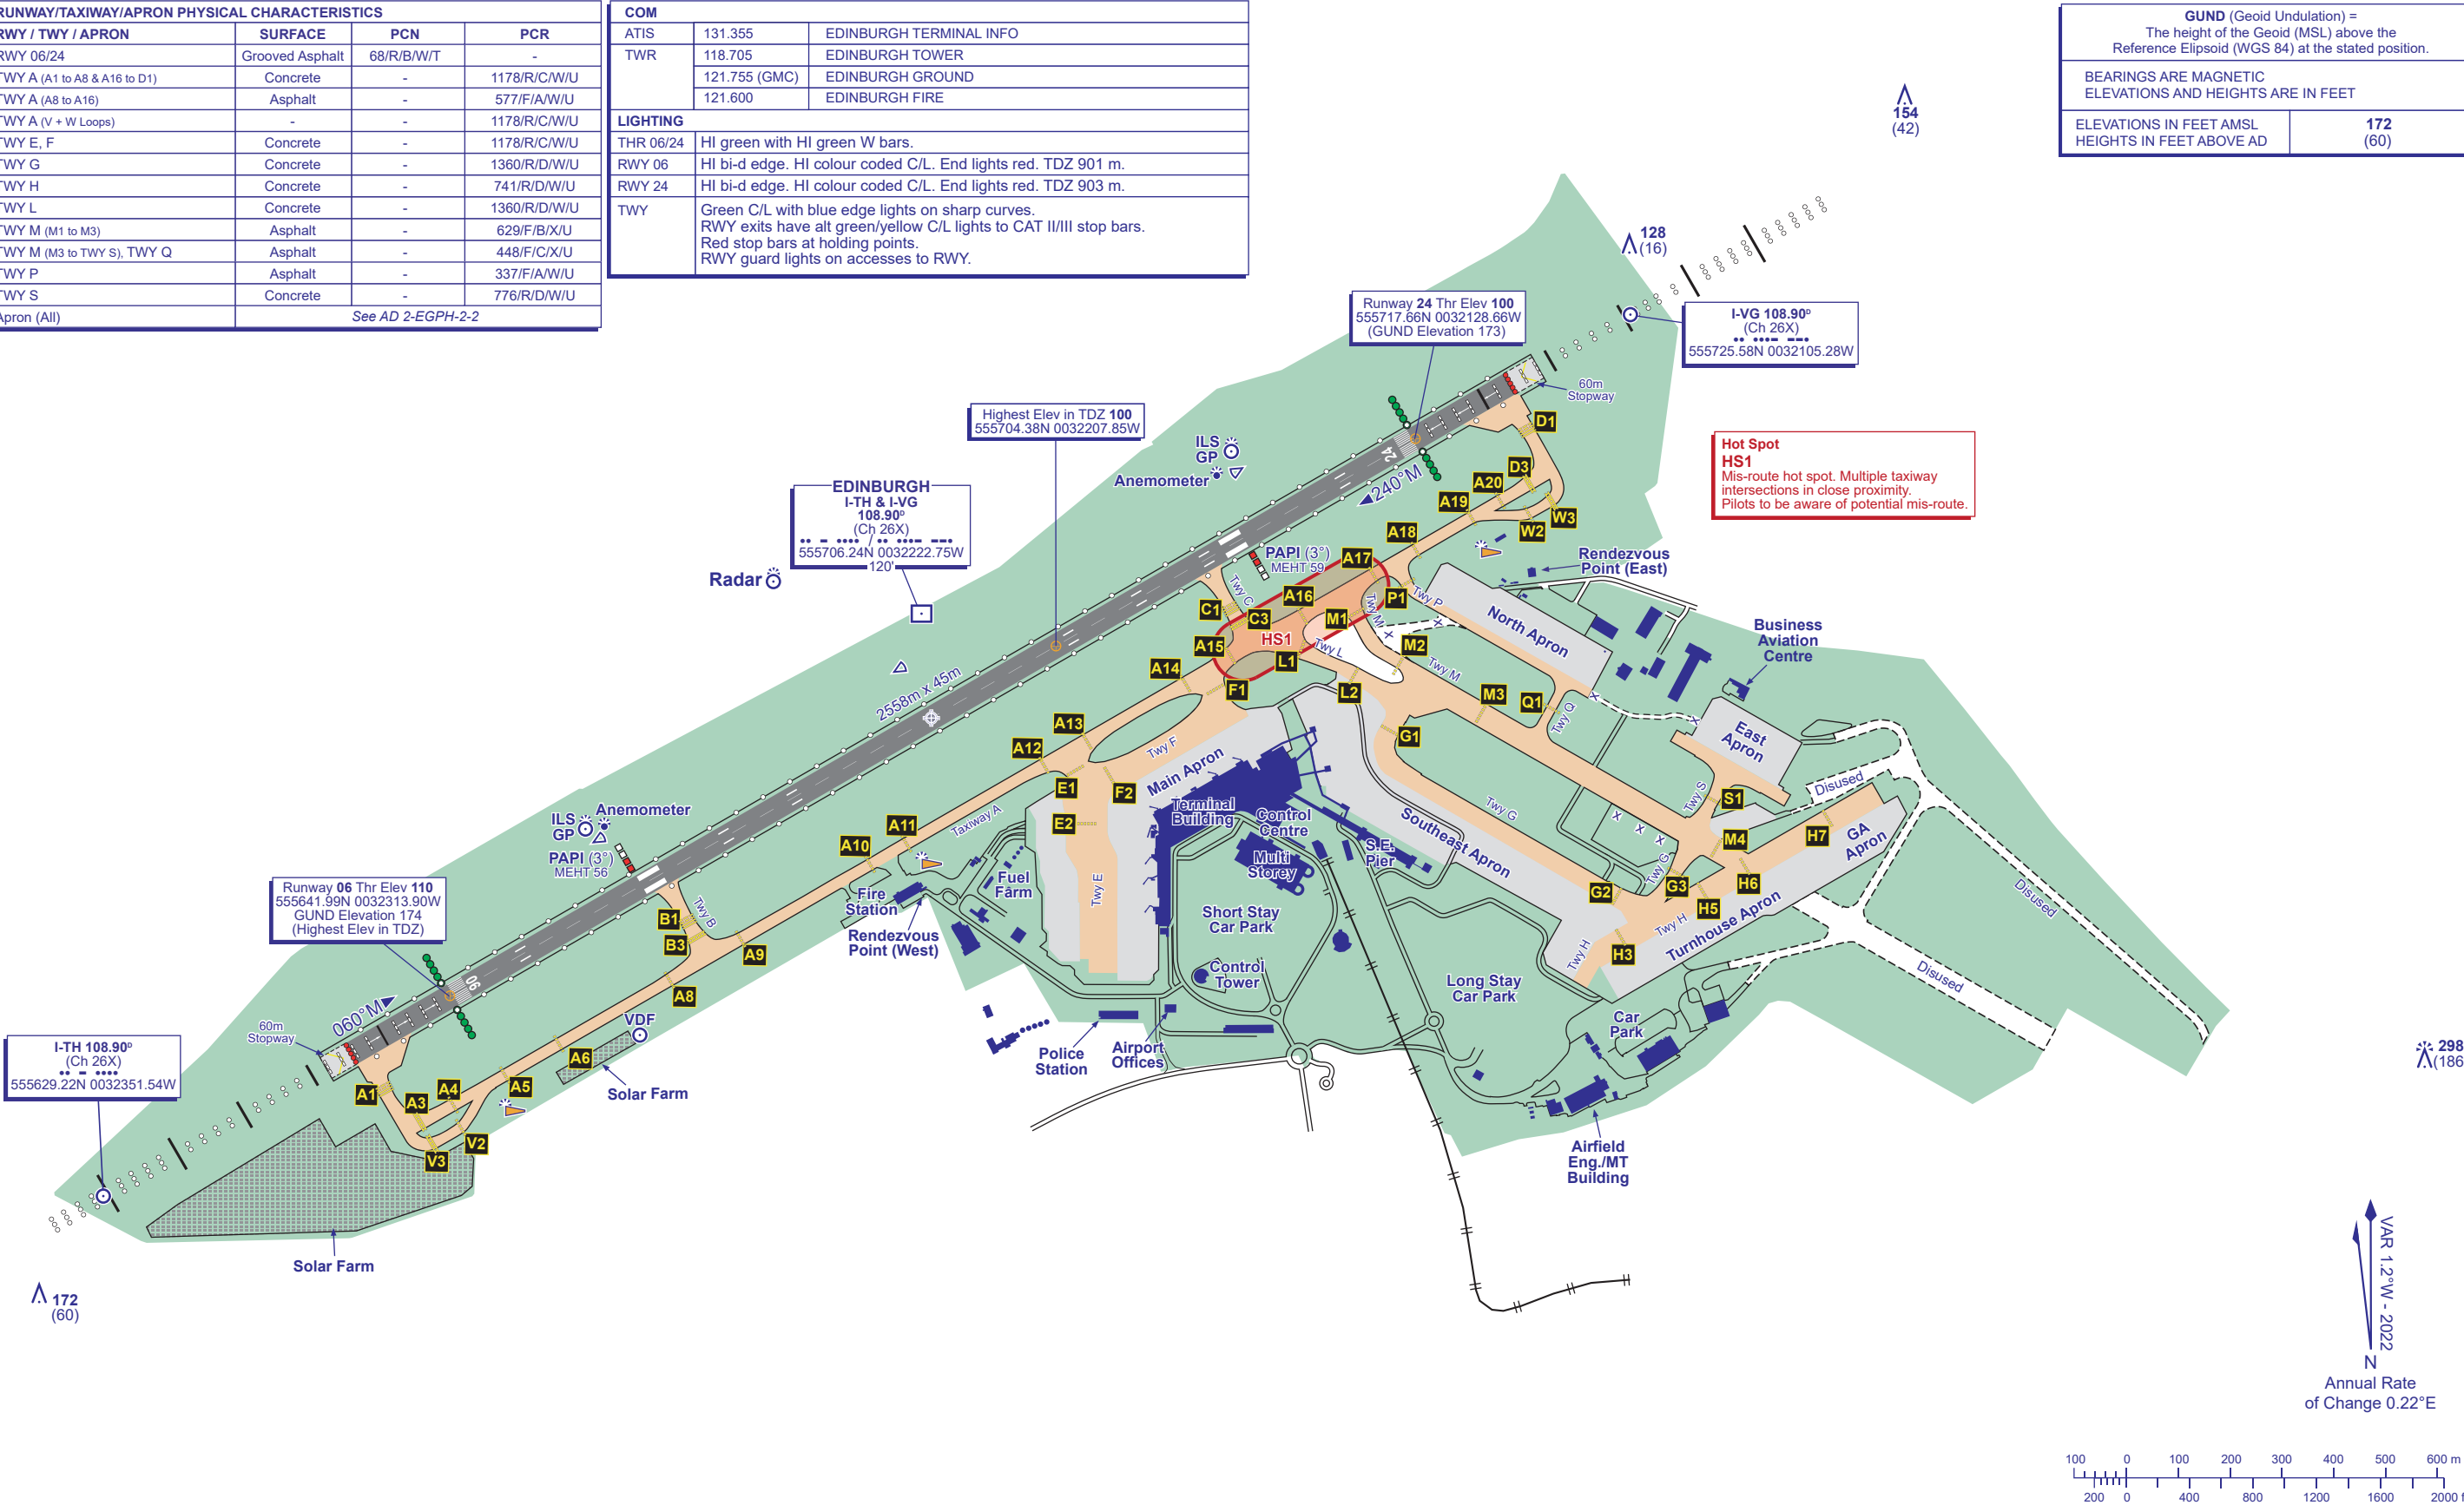 RUNWAY/TAXIWAY/APRON PHYSICAL CHARACTERISTICS
RWY / TWY / APRON SURFACE PCN PCR
RWY 06/24 Grooved Asphalt 68/R/B/W/T -
TWY A (A1 to A8 & A16 to D1) Concrete - 1178/R/C/W/U
TWY A (A8 to A16) Asphalt - 577/F/A/W/U
TWY A (V + W Loops) - - 1178/R/C/W/U
TWY E, F Concrete - 1178/R/C/W/U
TWY G Concrete - 1360/R/D/W/U
TWY H Concrete - 741/R/D/W/U
TWY L Concrete - 1360/R/D/W/U
TWY M (M1 to M3) Asphalt - 629/F/B/X/U
TWY M (M3 to TWY S), TWY Q Asphalt - 448/F/C/X/U
TWY P Asphalt - 337/F/A/W/U
TWY S Concrete - 776/R/D/W/U
Apron (All) See AD 2-EGPH-2-2
COM
ATIS 131.355 EDINBURGH TERMINAL INFO
TWR 118.705 EDINBURGH TOWER
121.755 (GMC) EDINBURGH GROUND
121.600 EDINBURGH FIRE
LIGHTING
THR 06/24 HI green with HI green W bars.
RWY 06 HI bi-d edge. HI colour coded C/L. End lights red. TDZ 901 m.
RWY 24 HI bi-d edge. HI colour coded C/L. End lights red. TDZ 903 m.
TWY Green C/L with blue edge lights on sharp curves.
RWY exits have alt green/yellow C/L lights to CAT II/III stop bars.
Red stop bars at holding points.
RWY guard lights on accesses to RWY.
GUND (Geoid Undulation) =
The height of the Geoid (MSL) above the
Reference Elipsoid (WGS 84) at the stated position.
BEARINGS ARE MAGNETIC
ELEVATIONS AND HEIGHTS ARE IN FEET
ELEVATIONS IN FEET AMSL 172
HEIGHTS IN FEET ABOVE AD (60)
154
(42)
128
(16)
Runway 24 Thr Elev 100
555717.66N 0032128.66W
(GUND Elevation 173)
I-VG 108.90D
(Ch 26X)
555725.58N 0032105.28W
60m
Stopway
Highest Elev in TDZ 100
555704.38N 0032207.85W
Hot Spot
HS1
Mis-route hot spot. Multiple taxiway
intersections in close proximity.
Pilots to be aware of potential mis-route.
ILS
GP
Anemometer
EDINBURGH
I-TH & I-VG
108.90D
(Ch 26X)
555706.24N 0032222.75W
120'
Radar
24
240°M
D1
D3
A20
A19
W3
W2
A18
A17
PAPI (3°)
MEHT 59
Rendezvous
Point (East)
Twy C
A16
C1
C3
M1
P1
Twy P
Twy M
HS1
A15
L1
Twy L
M2
Twy M
North Apron
Business
Aviation
Centre
A14
F1
L2
M3
Q1
Twy Q
2558m x 45m
A13
A12
G1
East
Apron
Twy F
Main Apron
E1
F2
E2
Terminal
Building
Control
Centre
Multi
Storey
S.E.
Pier
Southeast Apron
Twy G
Twy S
S1
Disused
M4
H7
GA
Apron
H6
Twy G
G2
G3
H5
Turnhouse Apron
Twy H
H3
Twy H
Disused
Disused
Anemometer
ILS
GP
PAPI (3°)
MEHT 56
A11
A10
Taxiway A
Fire
Station
Fuel
Farm
Rendezvous
Point (West)
Twy E
Short Stay
Car Park
Control
Tower
Long Stay
Car Park
Car
Park
Runway 06 Thr Elev 110
555641.99N 0032313.90W
GUND Elevation 174
(Highest Elev in TDZ)
Twy B
B1
B3
A9
A8
06
060°M
60m
Stopway
I-TH 108.90D
(Ch 26X)
555629.22N 0032351.54W
VDF
A6
Solar Farm
A5
A4
A3
A1
V2
V3
Police
Station
Airport
Offices
Airfield
Eng./MT
Building
298
(186
Solar Farm
172
(60)
VAR 1.2°W - 2022
N
Annual Rate
of Change 0.22°E
100 0 100 200 300 400 500 600 m
200 0 400 800 1200 1600 2000